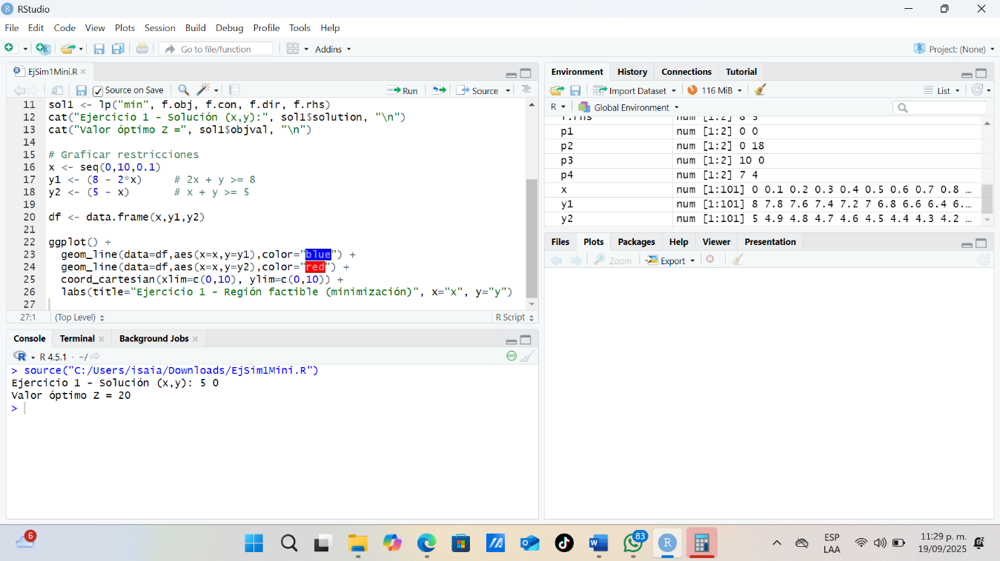 RStudio
File Edit Code View Plots Session Build Debug Profile Tools Help
Go to file/function Addins Project: (None)
EjSim1Mini.R
Source on Save Run Source
11 sol1 <- lp("min", f.obj, f.con, f.dir, f.rhs)
12 cat("Ejercicio 1 - Solución (x,y):", sol1$solution, "\n")
13 cat("Valor óptimo Z =", sol1$objval, "\n")
14
15 # Graficar restricciones
16 x <- seq(0,10,0.1)
17 y1 <- (8 - 2*x) # 2x + y >= 8
18 y2 <- (5 - x) # x + y >= 5
19
20 df <- data.frame(x,y1,y2)
21
22 ggplot() +
23 geom_line(data=df,aes(x=x,y=y1),color="blue") +
24 geom_line(data=df,aes(x=x,y=y2),color="red") +
25 coord_cartesian(xlim=c(0,10), ylim=c(0,10)) +
26 labs(title="Ejercicio 1 - Región factible (minimización)", x="x", y="y")
27
27:1 (Top Level) R Script
Console Terminal Background Jobs
R 4.5.1 · ~/
> source("C:/Users/isaia/Downloads/EjSim1Mini.R")
Ejercicio 1 - Solución (x,y): 5 0
Valor óptimo Z = 20
>
Environment History Connections Tutorial
Import Dataset 116 MiB List
R Global Environment
f.rhs num [1:2] 8 5
p1 num [1:2] 0 0
p2 num [1:2] 0 18
p3 num [1:2] 10 0
p4 num [1:2] 7 4
x num [1:101] 0 0.1 0.2 0.3 0.4 0.5 0.6 0.7 0.8 ...
y1 num [1:101] 8 7.8 7.6 7.4 7.2 7 6.8 6.6 6.4 6....
y2 num [1:101] 5 4.9 4.8 4.7 4.6 4.5 4.4 4.3 4.2 ...
Files Plots Packages Help Viewer Presentation
Zoom Export
6
83
ESP
LAA
11:29 p. m.
19/09/2025